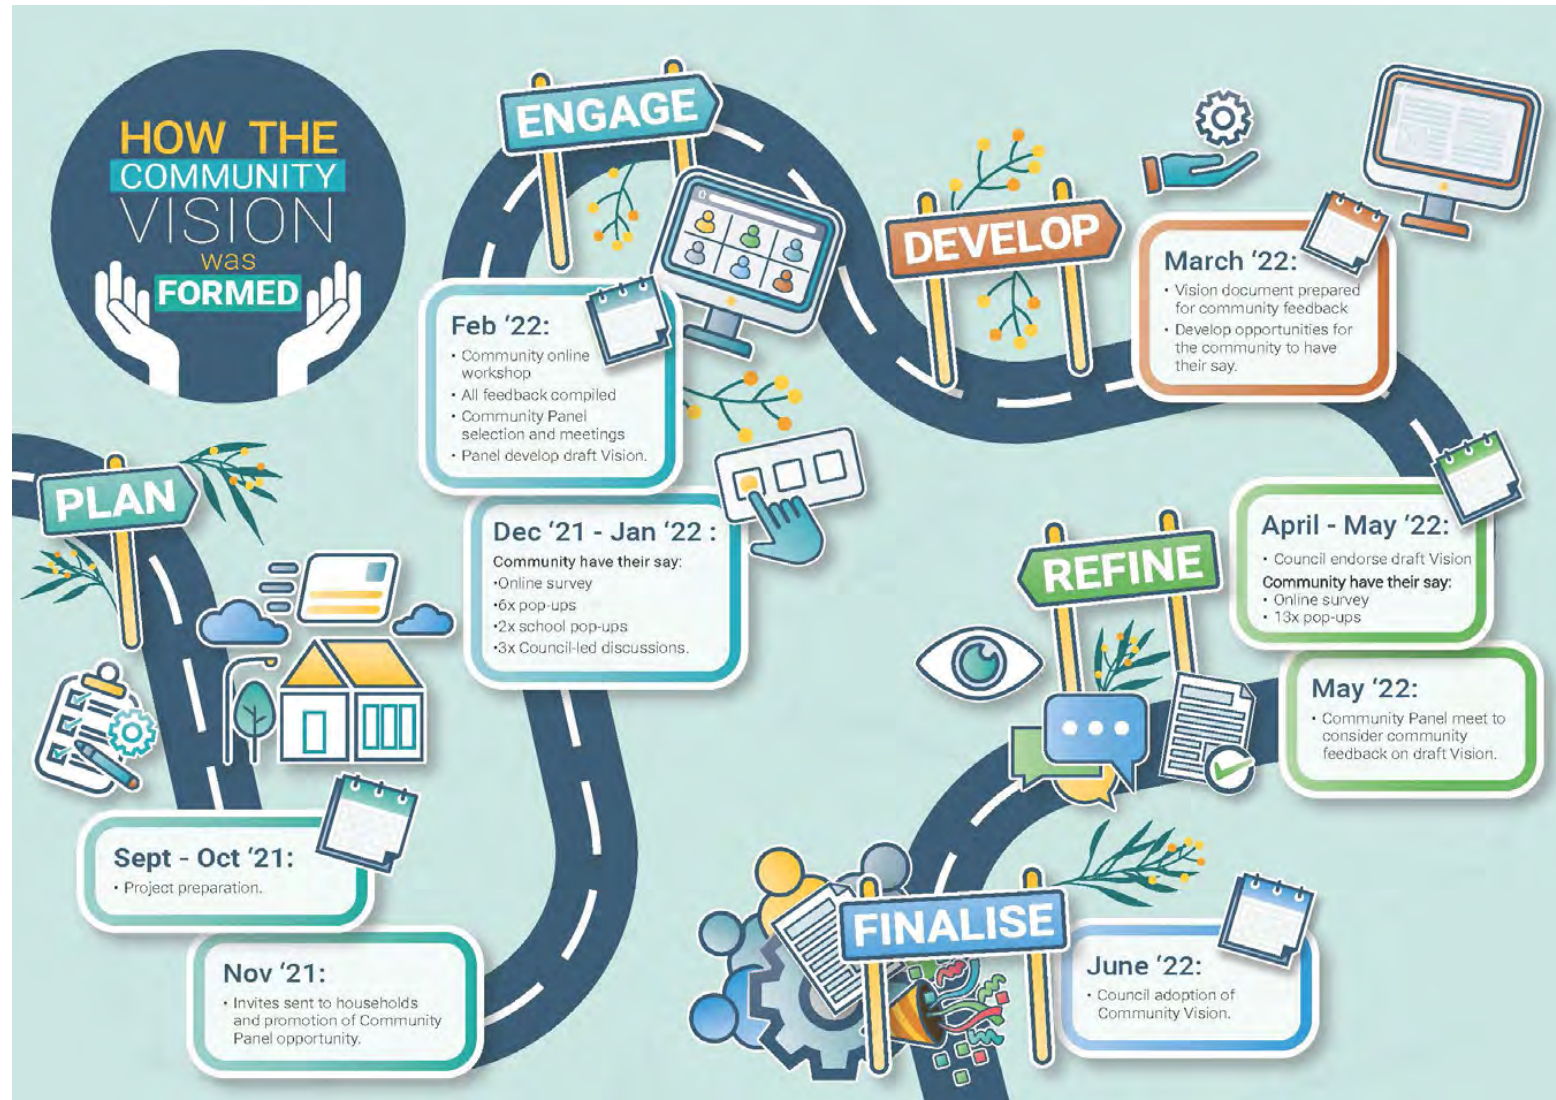 HOW THE
COMMUNITY
VISION
was
FORMED
PLAN
Sept - Oct ‘21:
• Project preparation.
Nov ‘21:
• Invites sent to households
and promotion of Community
Panel opportunity.
ENGAGE
Dec ‘21 - Jan ‘22 :
Community have their say:
•Online survey
•6x pop-ups
•2x school pop-ups
•3x Council-led discussions.
Feb ‘22:
• Community online
workshop
• All feedback compiled
• Community Panel
selection and meetings
• Panel develop draft Vision.
DEVELOP
March ‘22:
• Vision document prepared
for community feedback
• Develop opportunities for
the community to have
their say.
REFINE
April - May ‘22:
• Council endorse draft Vision
Community have their say:
• Online survey
• 13x pop-ups
May ‘22:
• Community Panel meet to
consider community
feedback on draft Vision.
FINALISE
June ‘22:
• Council adoption of
Community Vision.